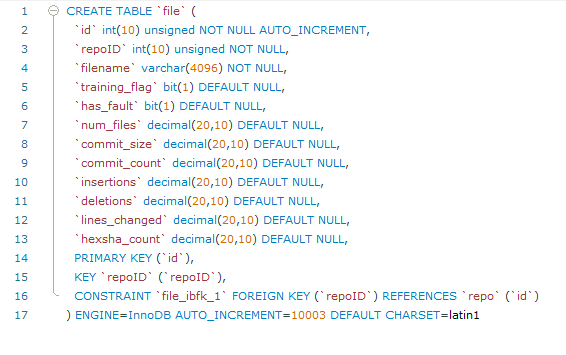 1 CREATE TABLE `file` (
2 `id` int(10) unsigned NOT NULL AUTO_INCREMENT,
3 `repoID` int(10) unsigned NOT NULL,
4 `filename` varchar(4096) NOT NULL,
5 `training_flag` bit(1) DEFAULT NULL,
6 `has_fault` bit(1) DEFAULT NULL,
7 `num_files` decimal(20,10) DEFAULT NULL,
8 `commit_size` decimal(20,10) DEFAULT NULL,
9 `commit_count` decimal(20,10) DEFAULT NULL,
10 `insertions` decimal(20,10) DEFAULT NULL,
11 `deletions` decimal(20,10) DEFAULT NULL,
12 `lines_changed` decimal(20,10) DEFAULT NULL,
13 `hexsha_count` decimal(20,10) DEFAULT NULL,
14 PRIMARY KEY (`id`),
15 KEY `repoID` (`repoID`),
16 CONSTRAINT `file_ibfk_1` FOREIGN KEY (`repoID`) REFERENCES `repo` (`id`)
17 ) ENGINE=InnoDB AUTO_INCREMENT=10003 DEFAULT CHARSET=latin1